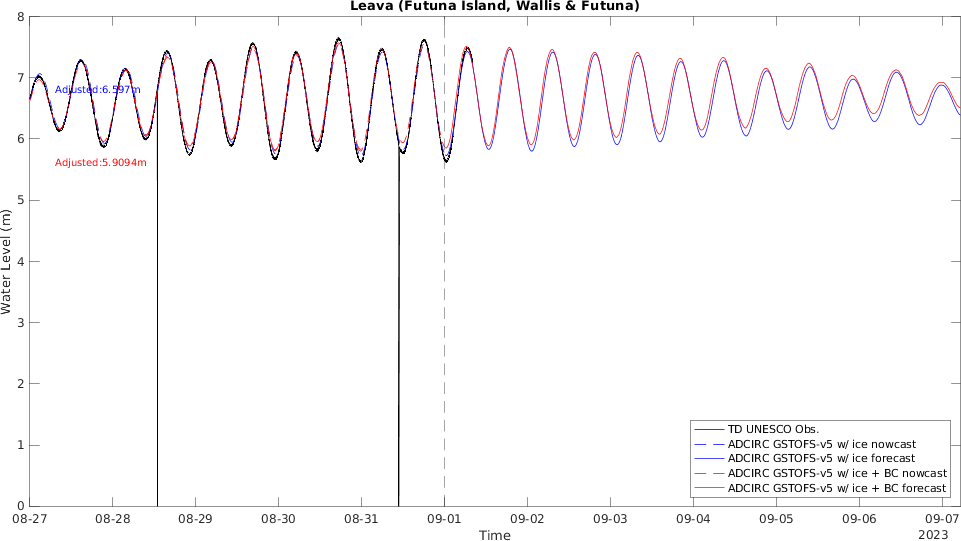 Leava (Futuna Island, Wallis & Futuna)
8
7
6
5
4
3
2
1
0
Water Level (m)
Adjusted:6.597m
Adjusted:5.9094m
TD UNESCO Obs.
ADCIRC GSTOFS-v5 w/ ice nowcast
ADCIRC GSTOFS-v5 w/ ice forecast
ADCIRC GSTOFS-v5 w/ ice + BC nowcast
ADCIRC GSTOFS-v5 w/ ice + BC forecast
08-27 08-28 08-29 08-30 08-31 09-01 09-02 09-03 09-04 09-05 09-06 09-07
Time
2023